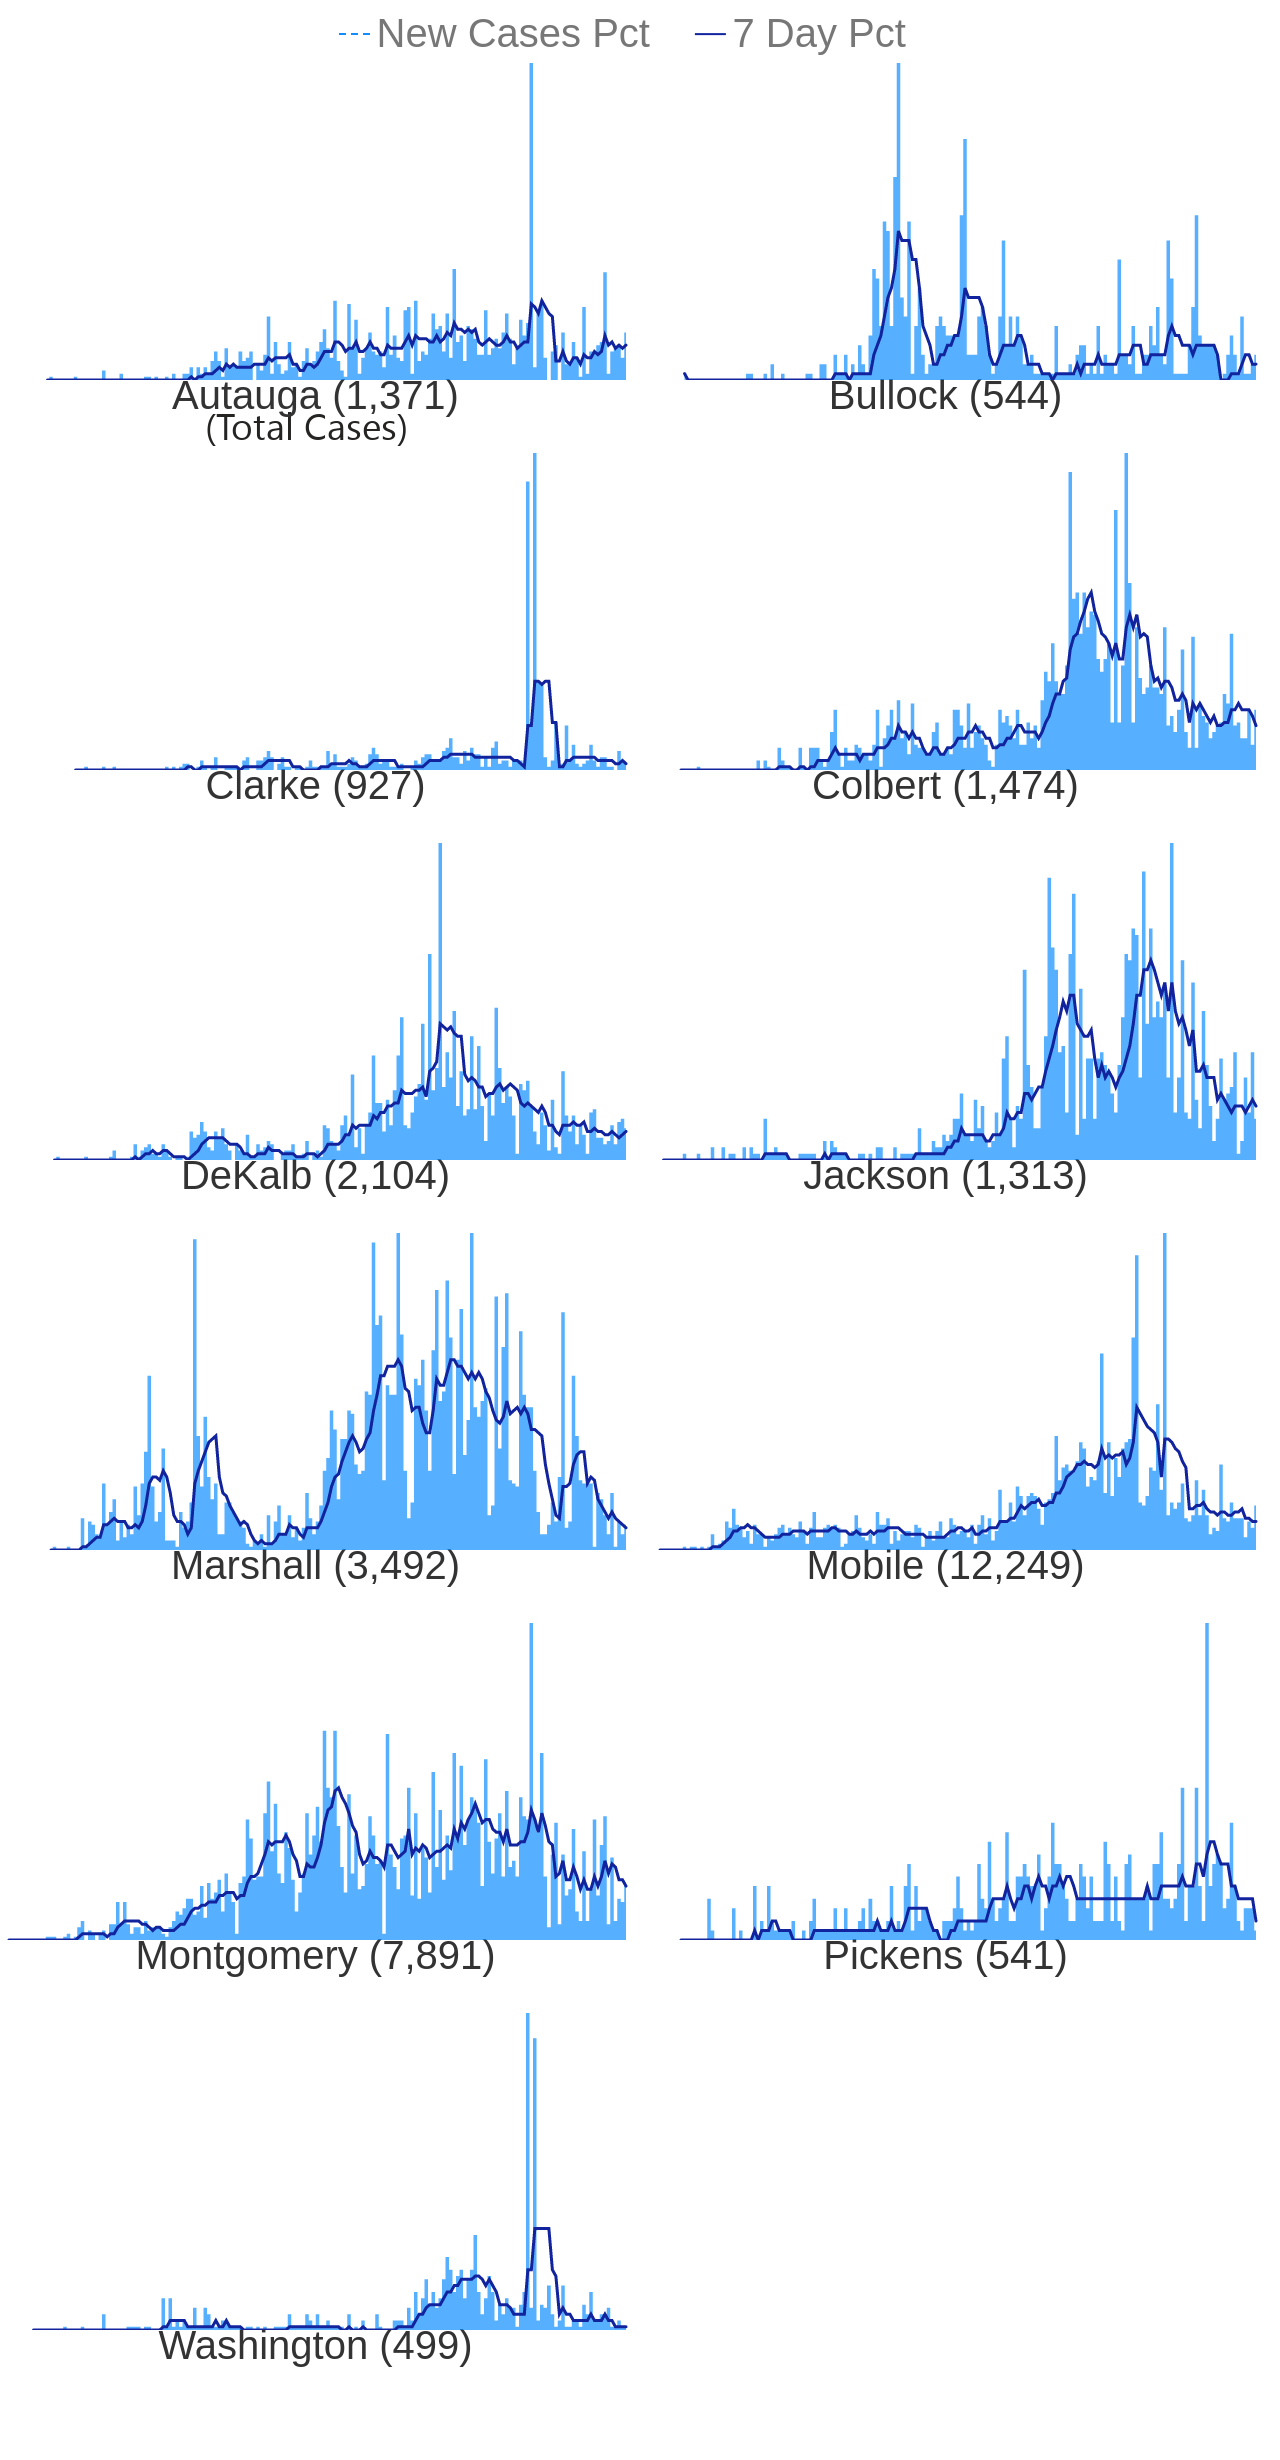 New Cases Pct 7 Day Pct
Autauga (1,371) Bullock (544)
(Total Cases)
Clarke (927) Colbert (1,474)
DeKalb (2,104) Jackson (1,313)
Marshall (3,492) Mobile (12,249)
Montgomery (7,891) Pickens (541)
Washington (499)